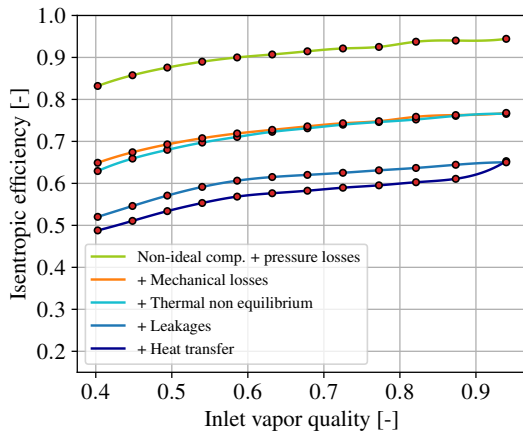 1.0
0.9
0.8
0.7
0.6
0.5
0.4
0.3
0.2
Isentropic efficiency [-]
Non-ideal comp. + pressure losses
+ Mechanical losses
+ Thermal non equilibrium
+ Leakages
+ Heat transfer
0.4 0.5 0.6 0.7 0.8 0.9
Inlet vapor quality [-]